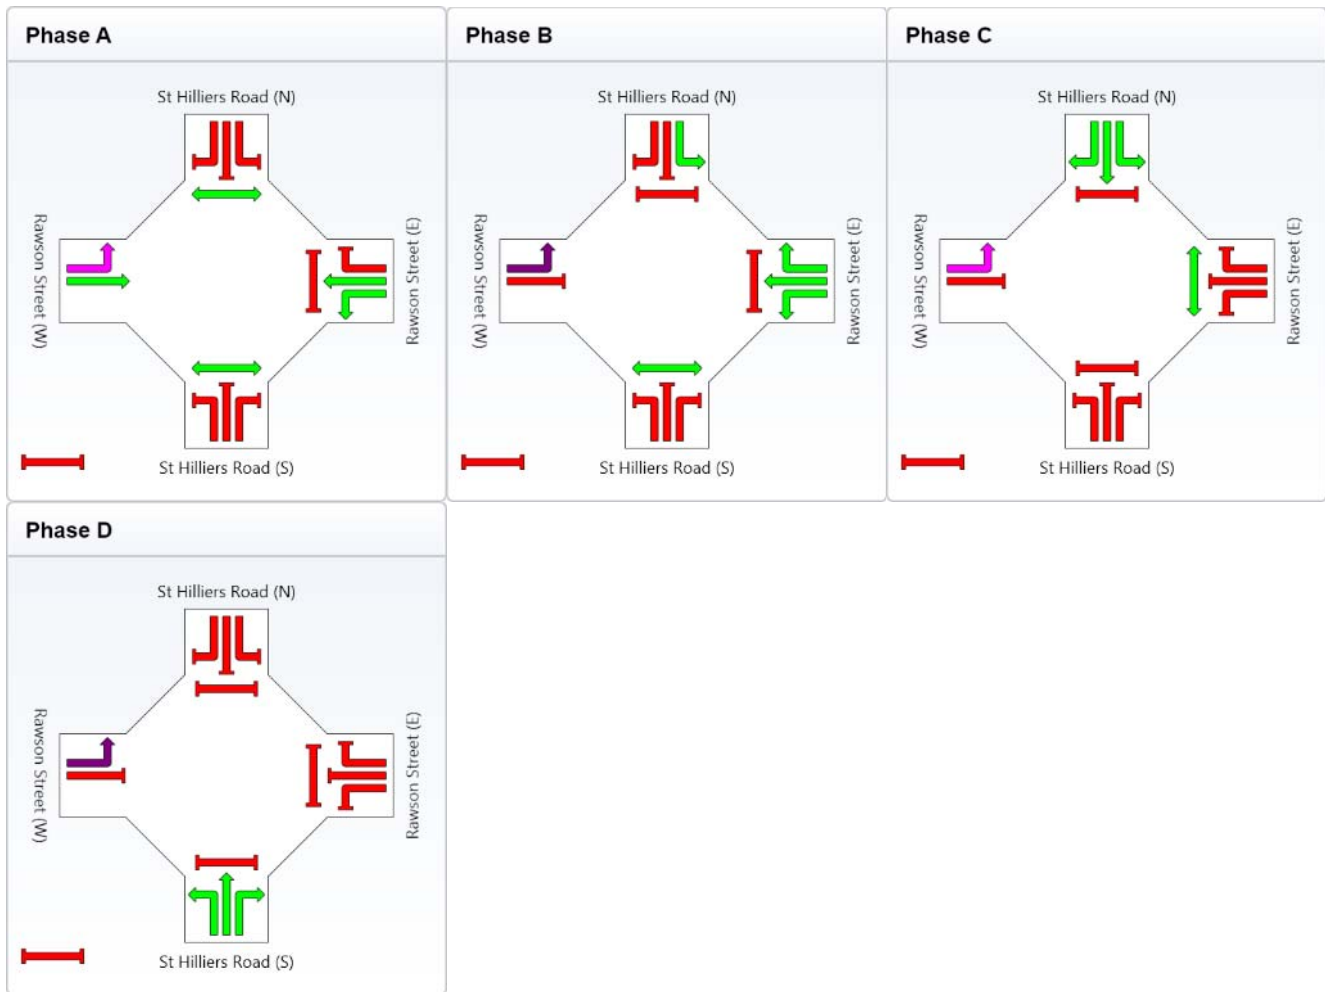 Phase A
Phase B
Phase C
St Hilliers Road (N)
St Hilliers Road (N)
St Hilliers Road (N)
Rawson Street (W)
Rawson Street (E)
Rawson Street (W)
Rawson Street (E)
Rawson Street (W)
Rawson Street (E)
St Hilliers Road (S)
St Hilliers Road (S)
St Hilliers Road (S)
Phase D
St Hilliers Road (N)
Rawson Street (W)
Rawson Street (E)
St Hilliers Road (S)